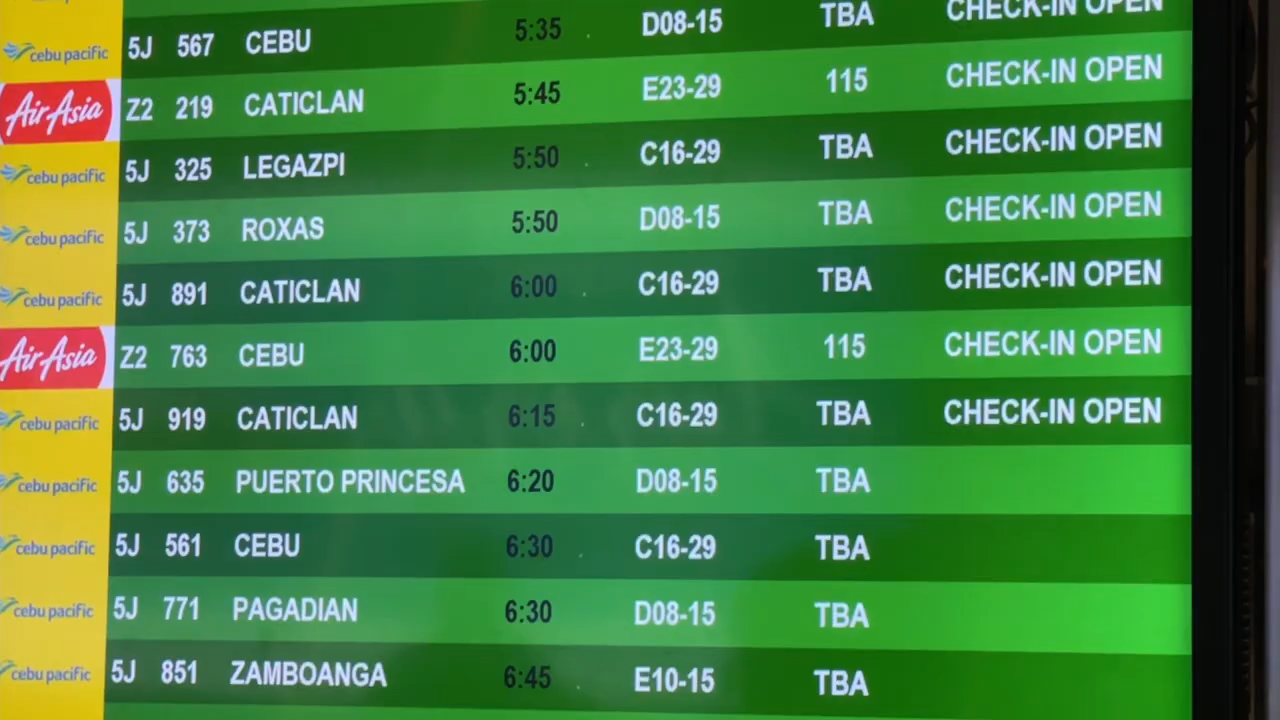 cebu pacific 5J 567 CEBU 5:35 D08-15 TBA CHECK-IN OPEN
AirAsia Z2 219 CATICLAN 5:45 E23-29 115 CHECK-IN OPEN
cebu pacific 5J 325 LEGAZPI 5:50 C16-29 TBA CHECK-IN OPEN
cebu pacific 5J 373 ROXAS 5:50 D08-15 TBA CHECK-IN OPEN
cebu pacific 5J 891 CATICLAN 6:00 C16-29 TBA CHECK-IN OPEN
AirAsia Z2 763 CEBU 6:00 E23-29 115 CHECK-IN OPEN
cebu pacific 5J 919 CATICLAN 6:15 C16-29 TBA CHECK-IN OPEN
cebu pacific 5J 635 PUERTO PRINCESA 6:20 D08-15 TBA
cebu pacific 5J 561 CEBU 6:30 C16-29 TBA
cebu pacific 5J 771 PAGADIAN 6:30 D08-15 TBA
cebu pacific 5J 851 ZAMBOANGA 6:45 E10-15 TBA